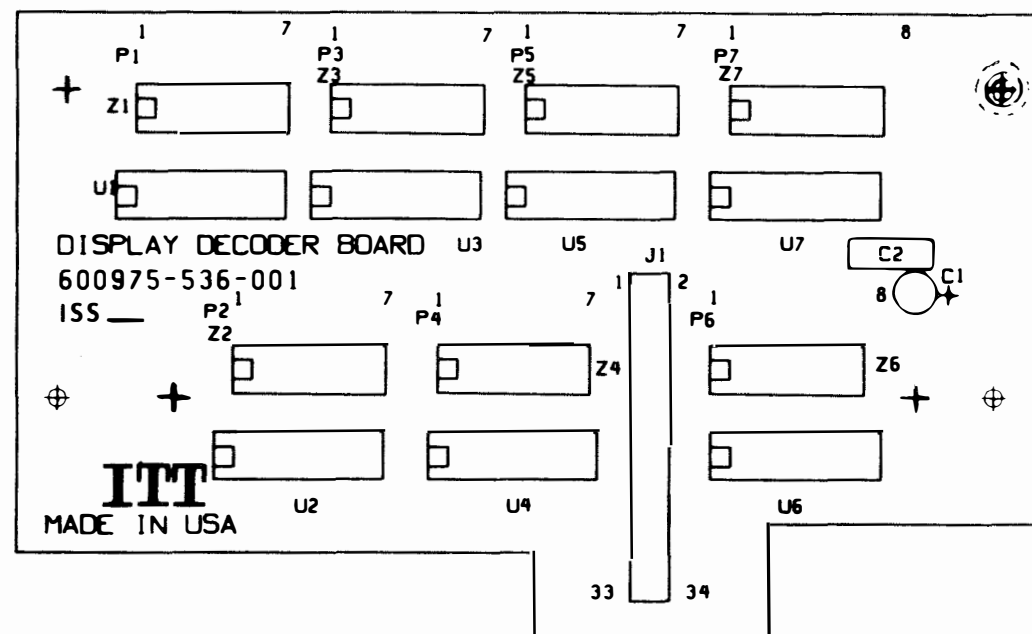 1 7 1 7 1 7 1 8
P1 P3 P5 P7
Z3 Z5 Z7
Z1
U1
DISPLAY DECODER BOARD U3 U5 U7
J1 C2
600975-536-001 1 2 C1
8
ISS __ P2 1 7 P4 1 7 P6 1
Z2
Z4 Z6
ITT
U2 U4 U6
MADE IN USA
33 34